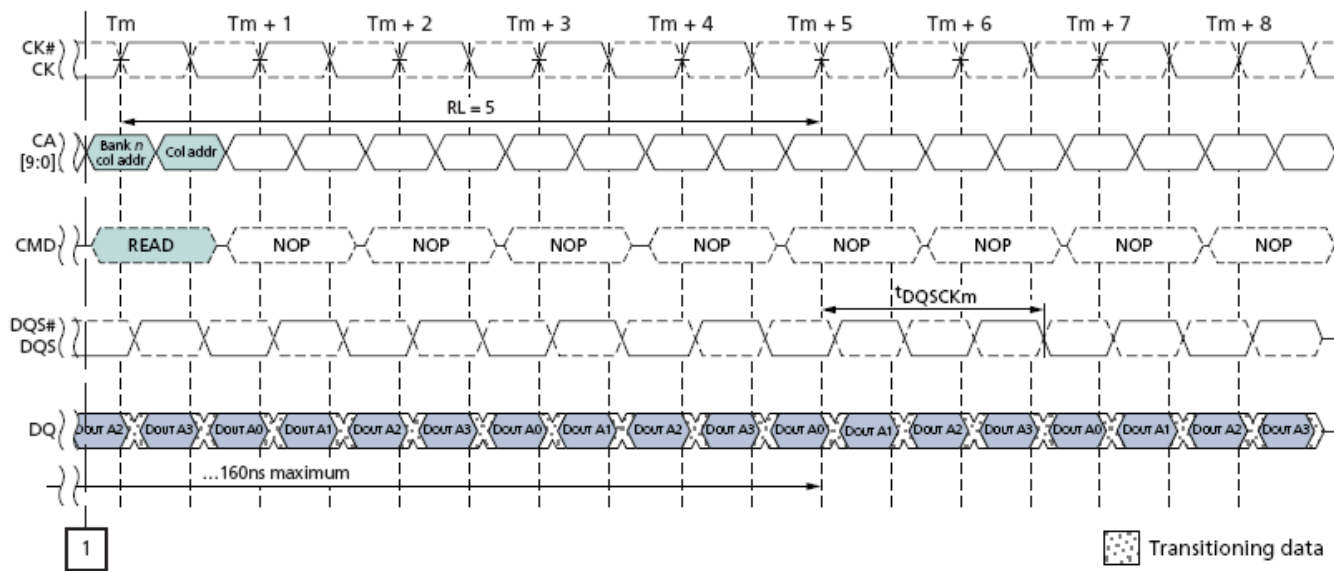 Tm Tm + 1 Tm + 2 Tm + 3 Tm + 4 Tm + 5 Tm + 6 Tm + 7 Tm + 8
CK#
CK
RL = 5
CA
[9:0]
Bank n
col addr
Col addr
CMD READ NOP NOP NOP NOP NOP NOP NOP NOP
tDQSCKm
DQS#
DQS
DQ DOUT A2 DOUT A3 DOUT A0 DOUT A1 DOUT A2 DOUT A3 DOUT A0 DOUT A1 DOUT A2 DOUT A3 DOUT A0 DOUT A1 DOUT A2 DOUT A3 DOUT A0 DOUT A1 DOUT A2 DOUT A3
...160ns maximum
1
Transitioning data